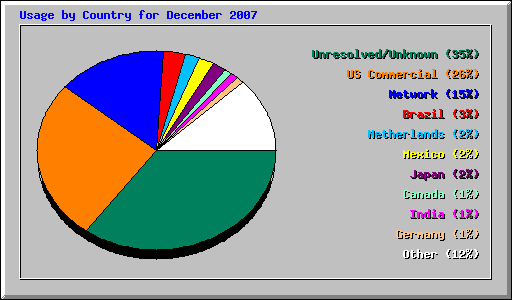 Usage by Country for December 2007
Unresolved/Unknown (35%)
US Commercial (26%)
Network (15%)
Brazil (3%)
Netherlands (2%)
Mexico (2%)
Japan (2%)
Canada (1%)
India (1%)
Germany (1%)
Other (12%)